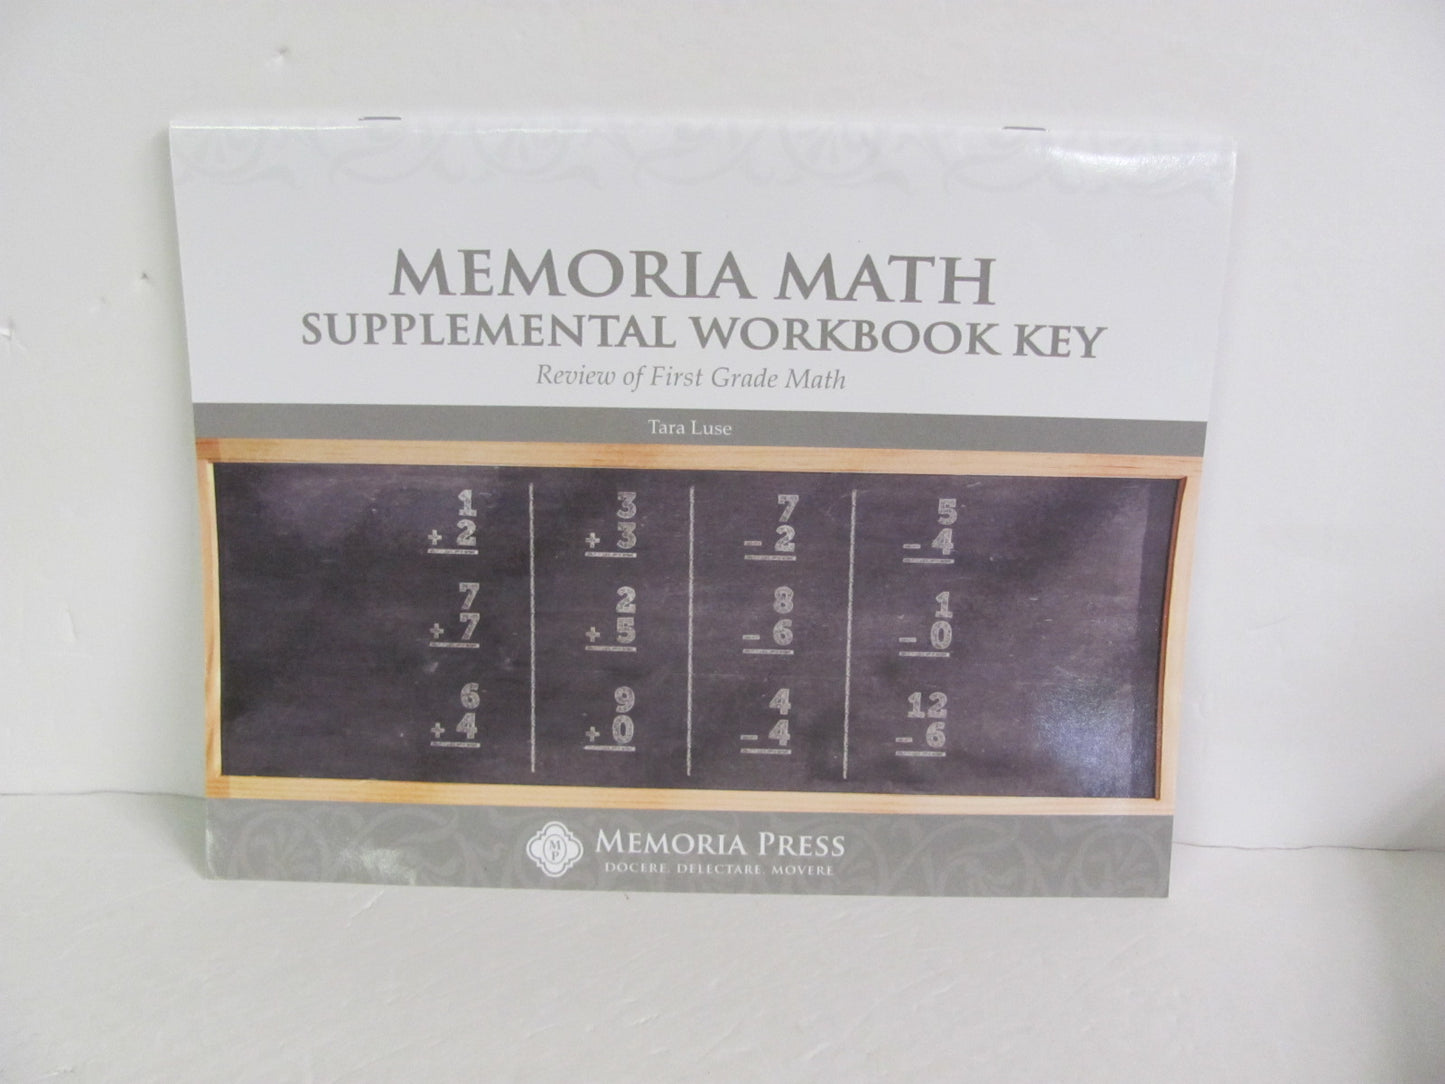 MEMORIA MATH
SUPPLEMENTAL WORKBOOK KEY
Review of First Grade Math
Tara Luse
1 3 7 5
+ 2 + 3 - 2 - 4
7 2 8 1
+ 7 + 5 - 6 - 0
6 9 4 12
+ 4 + 0 - 4 - 6
M
P
MEMORIA PRESS
DOCERE, DELECTARE, MOVERE